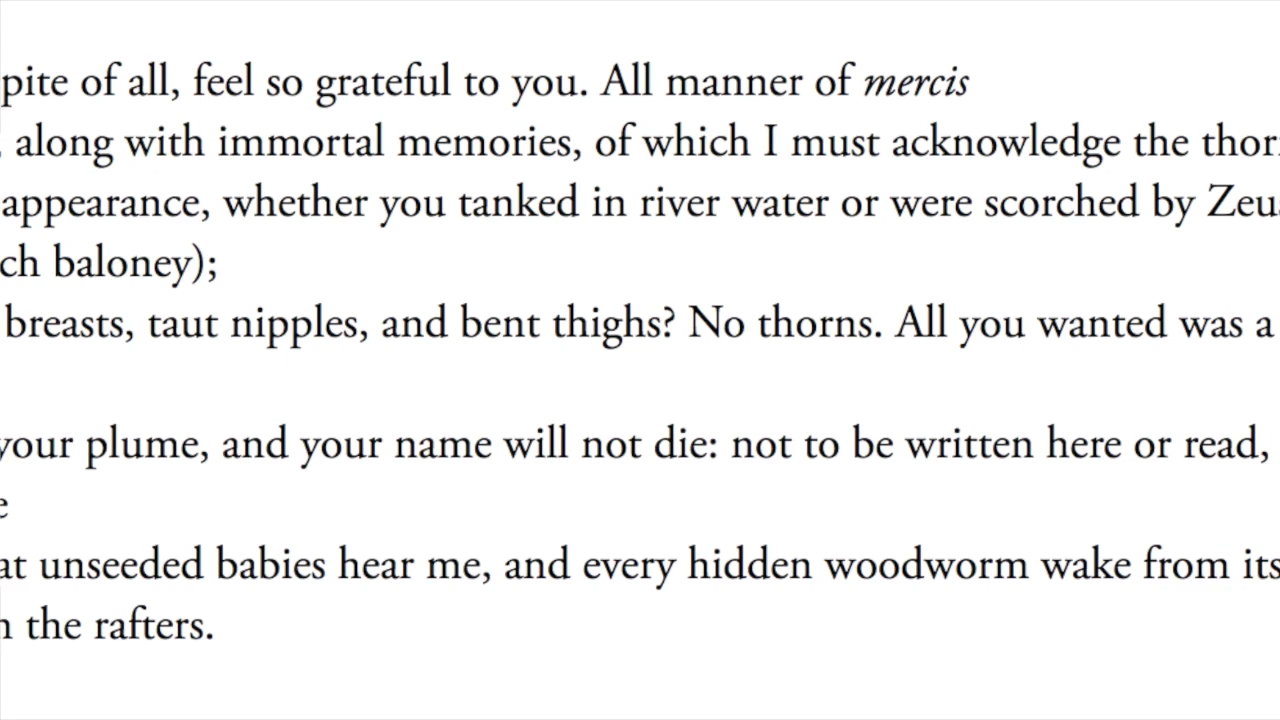 pite of all, feel so grateful to you. All manner of mercis
, along with immortal memories, of which I must acknowledge the thor
appearance, whether you tanked in river water or were scorched by Zeu
ch baloney);
breasts, taut nipples, and bent thighs? No thorns. All you wanted was a
your plume, and your name will not die: not to be written here or read,
e
at unseeded babies hear me, and every hidden woodworm wake from its
n the rafters.